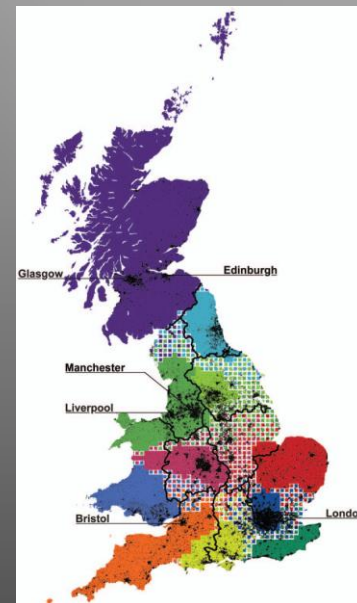 Glasgow
Edinburgh
Manchester
Liverpool
Bristol
Londo